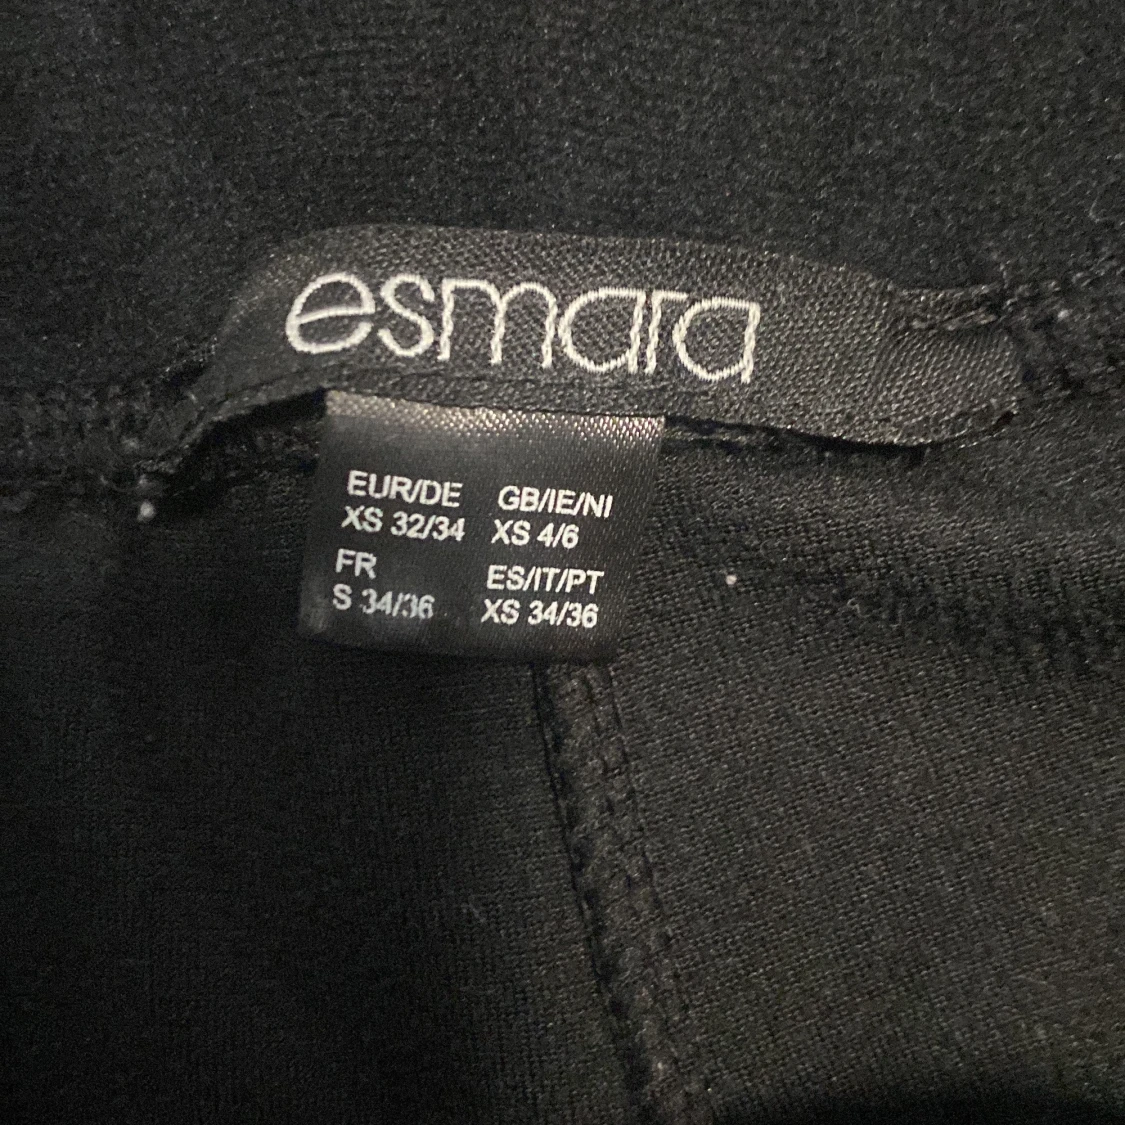 esmara
EUR/DE GB/IE/NI
XS 32/34 XS 4/6
FR ES/IT/PT
S 34/36 XS 34/36